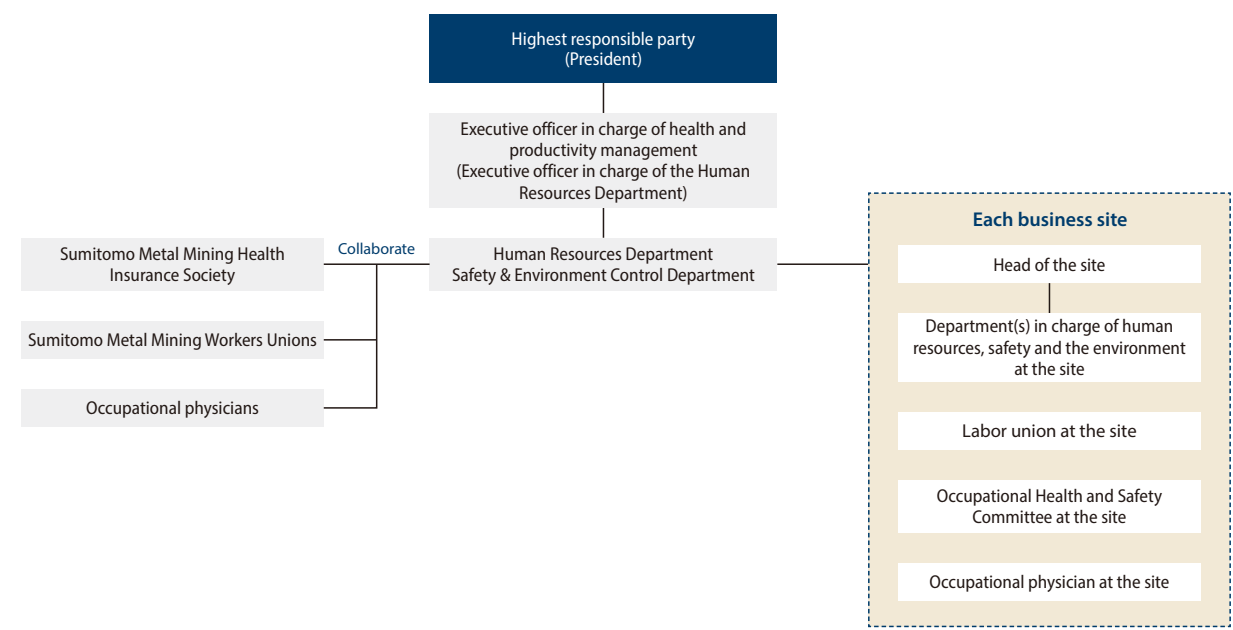 Highest responsible party
(President)
Executive officer in charge of health and
productivity management
(Executive officer in charge of the Human
Resources Department)
Human Resources Department
Safety & Environment Control Department
Collaborate
Sumitomo Metal Mining Health
Insurance Society
Sumitomo Metal Mining Workers Unions
Occupational physicians
Each business site
Head of the site
Department(s) in charge of human
resources, safety and the environment
at the site
Labor union at the site
Occupational Health and Safety
Committee at the site
Occupational physician at the site